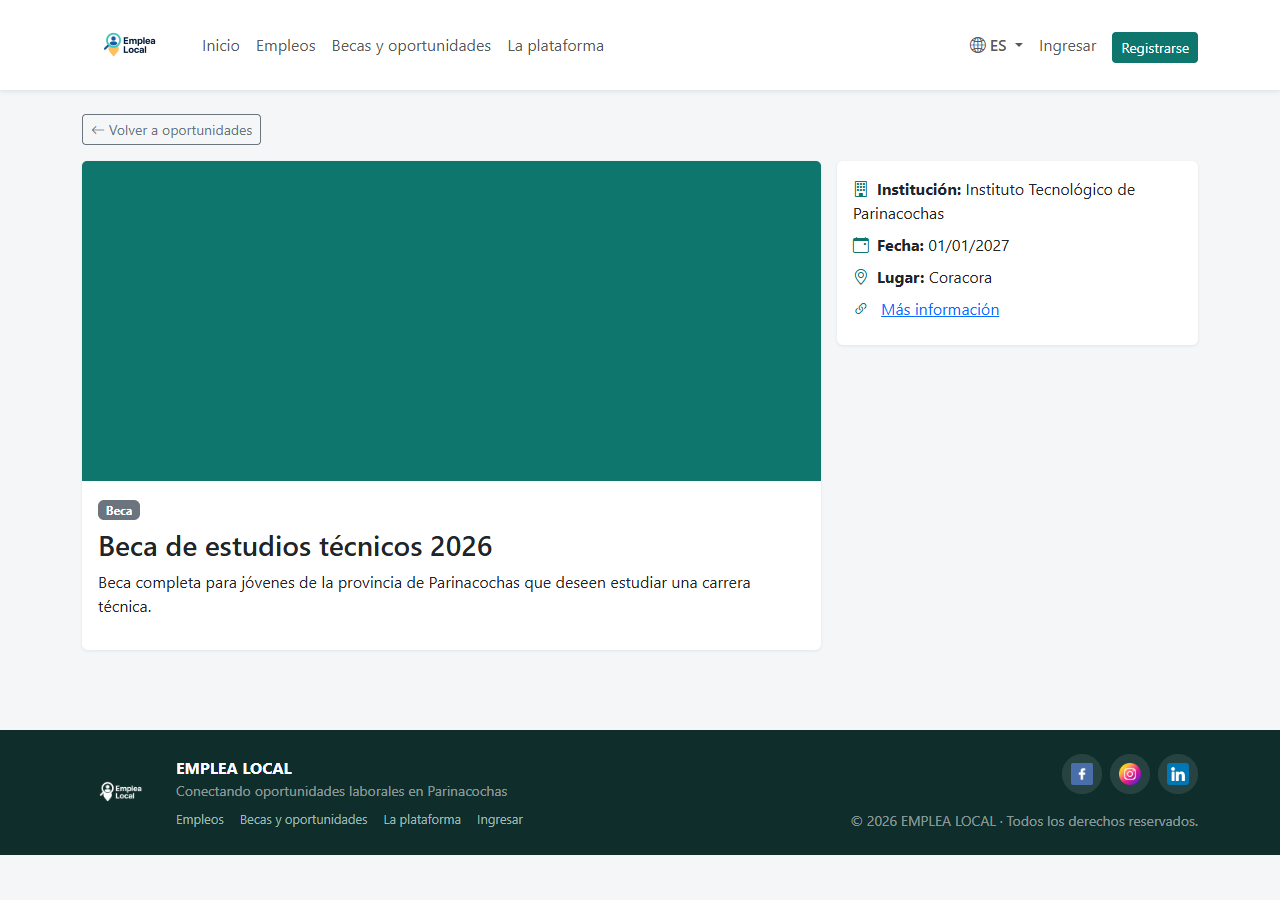 Emplea
Local
Inicio
Empleos
Becas y oportunidades
La plataforma
ES
Ingresar
Registrarse
Volver a oportunidades
Institución: Instituto Tecnológico de
Parinacochas
Fecha: 01/01/2027
Lugar: Coracora
Más información
Beca
Beca de estudios técnicos 2026
Beca completa para jóvenes de la provincia de Parinacochas que deseen estudiar una carrera
técnica.
Emplea
Local
EMPLEA LOCAL
Conectando oportunidades laborales en Parinacochas
Empleos
Becas y oportunidades
La plataforma
Ingresar
© 2026 EMPLEA LOCAL · Todos los derechos reservados.